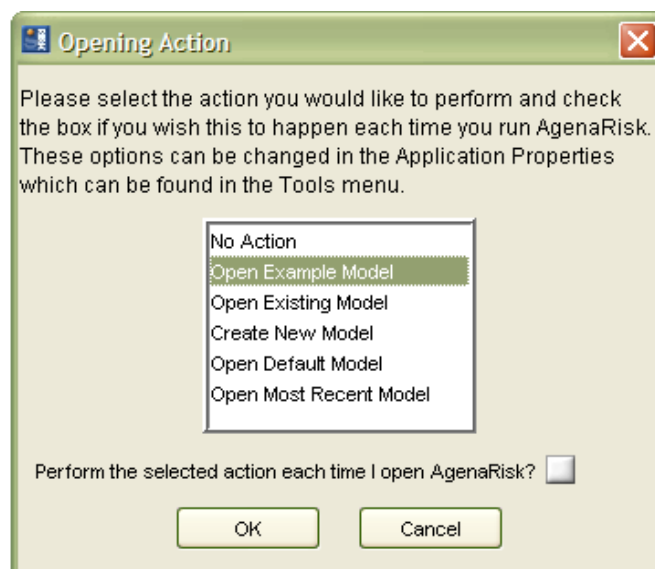 Opening Action
Please select the action you would like to perform and check
the box if you wish this to happen each time you run AgenaRisk.
These options can be changed in the Application Properties
which can be found in the Tools menu.
No Action
Open Example Model
Open Existing Model
Create New Model
Open Default Model
Open Most Recent Model
Perform the selected action each time I open AgenaRisk?
OK
Cancel